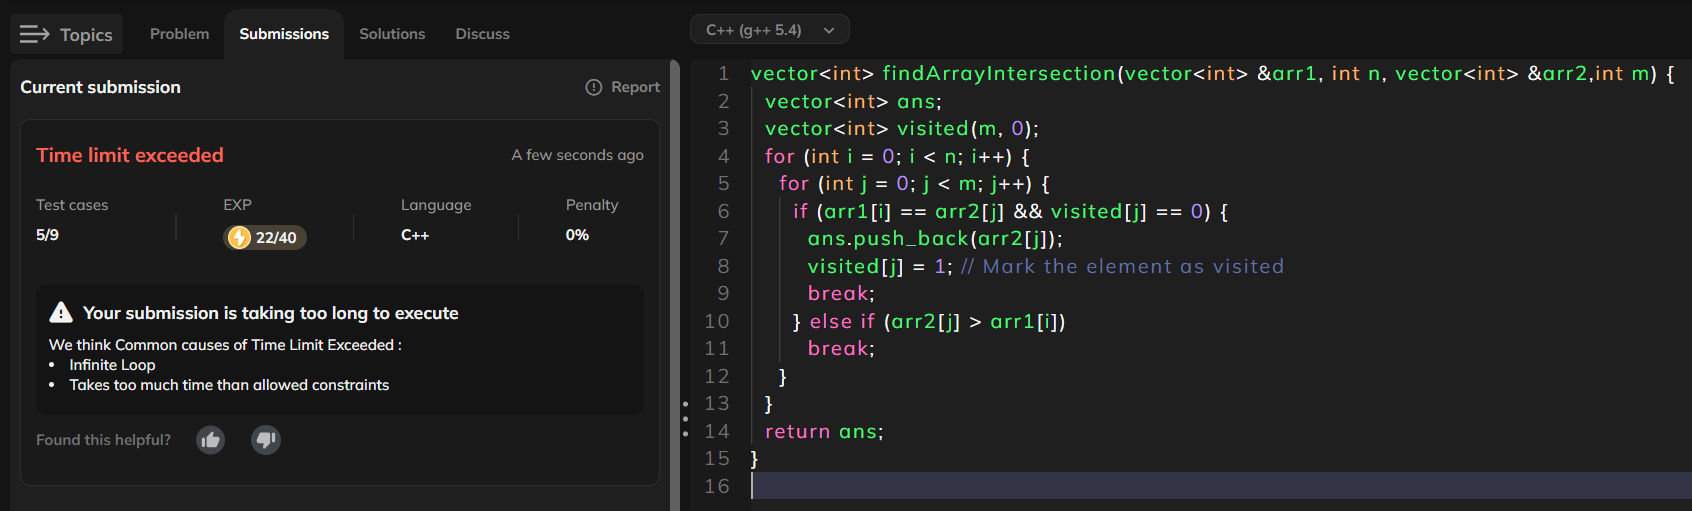 Topics Problem Submissions Solutions Discuss
Current submission Report
Time limit exceeded A few seconds ago
Test cases EXP Language Penalty
5/9 22/40 C++ 0%
Your submission is taking too long to execute
We think Common causes of Time Limit Exceeded :
• Infinite Loop
• Takes too much time than allowed constraints
Found this helpful?
C++ (g++ 5.4)
1 vector<int> findArrayIntersection(vector<int> &arr1, int n, vector<int> &arr2,int m) {
2 vector<int> ans;
3 vector<int> visited(m, 0);
4 for (int i = 0; i < n; i++) {
5 for (int j = 0; j < m; j++) {
6 if (arr1[i] == arr2[j] && visited[j] == 0) {
7 ans.push_back(arr2[j]);
8 visited[j] = 1; // Mark the element as visited
9 break;
10 } else if (arr2[j] > arr1[i])
11 break;
12 }
13 }
14 return ans;
15 }
16